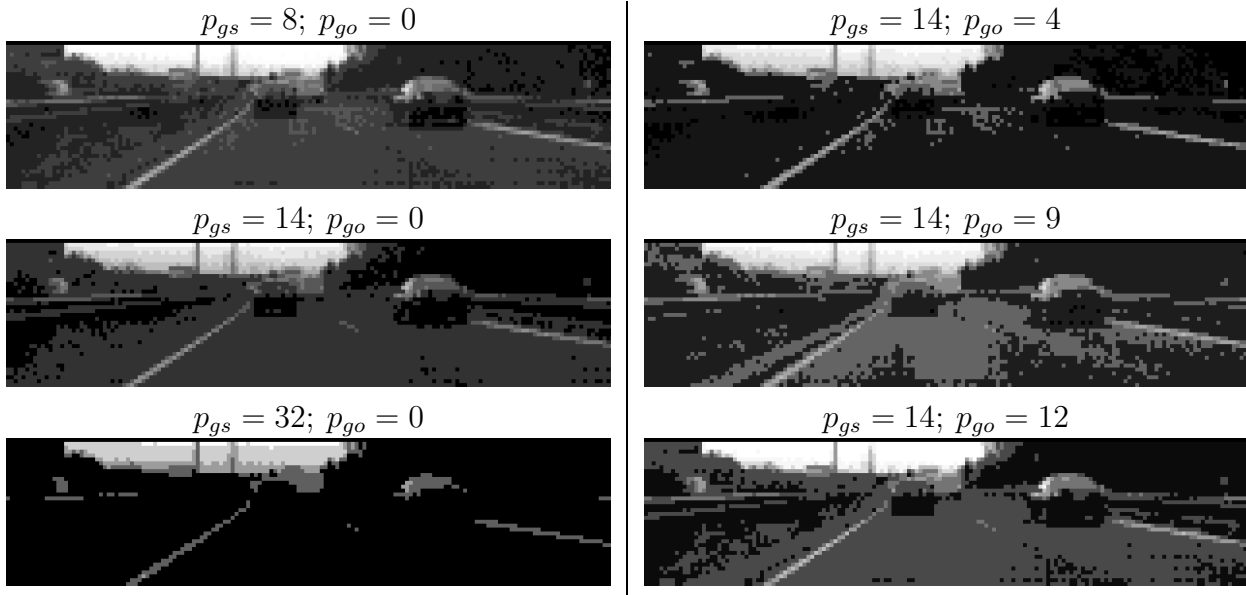 p_{gs} = 8; p_{go} = 0
p_{gs} = 14; p_{go} = 4
p_{gs} = 14; p_{go} = 0
p_{gs} = 14; p_{go} = 9
p_{gs} = 32; p_{go} = 0
p_{gs} = 14; p_{go} = 12